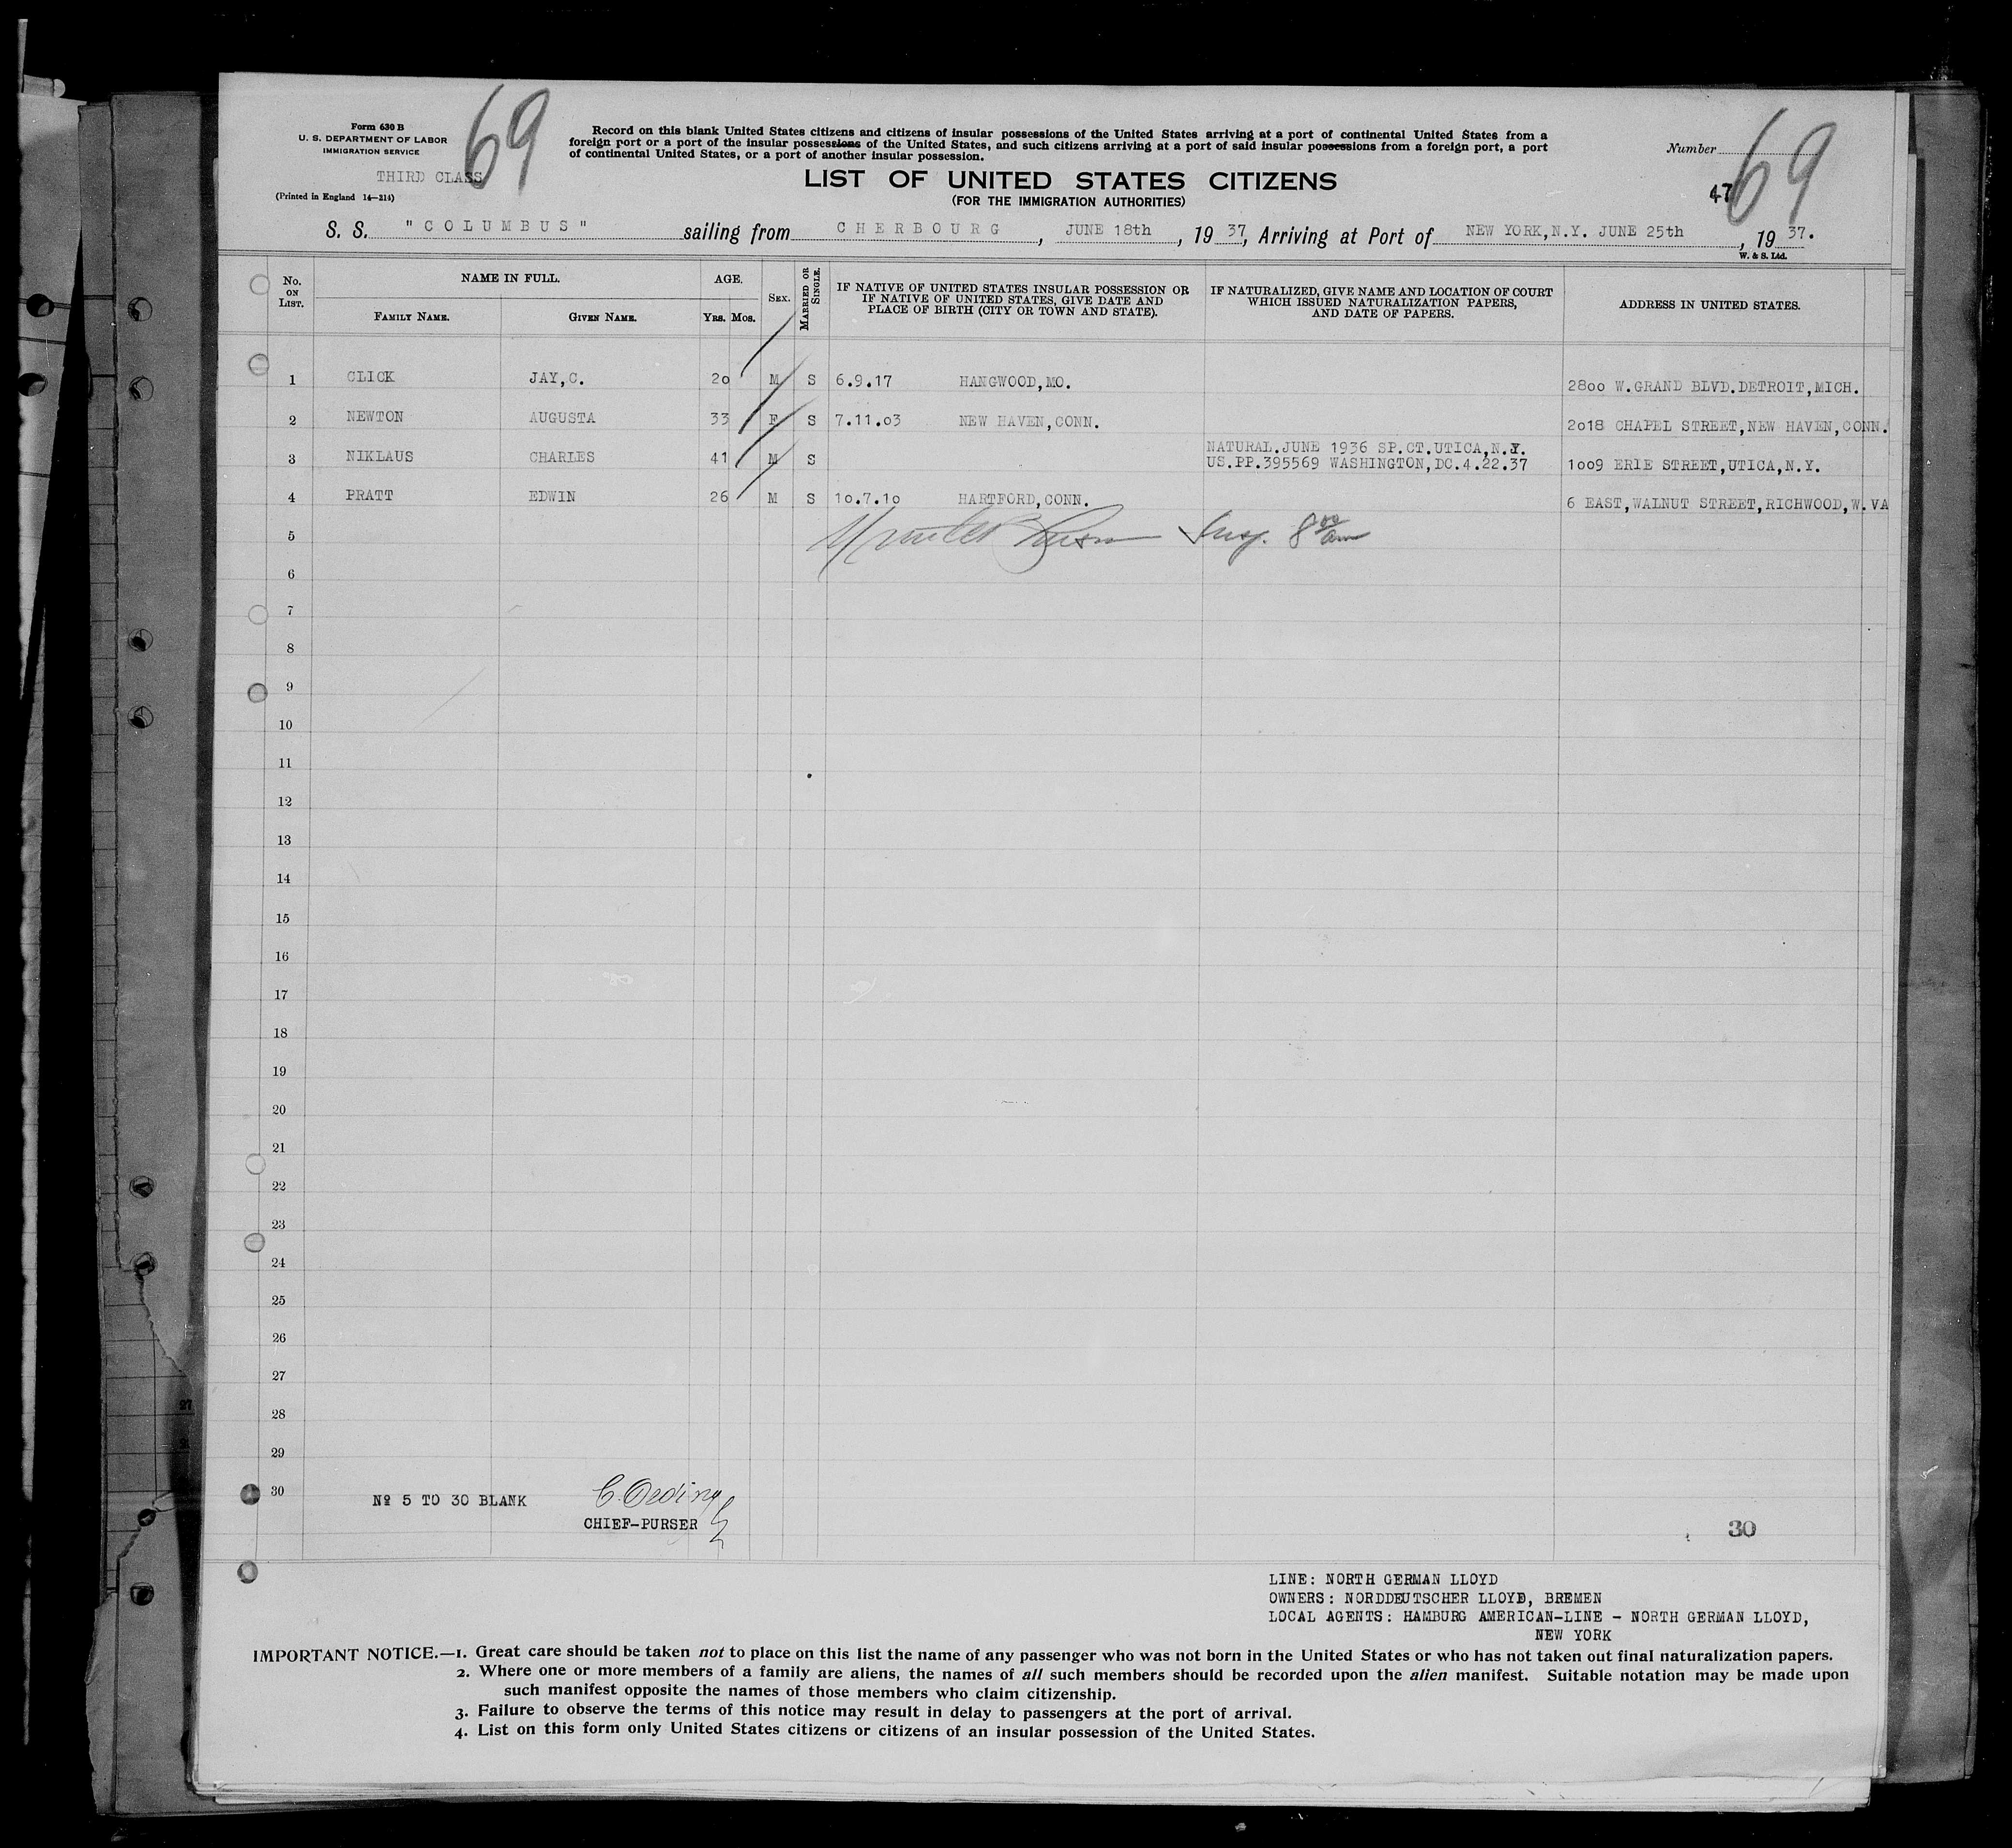 Form 630 B
U. S. DEPARTMENT OF LABOR
IMMIGRATION SERVICE
THIRD CLASS
(Printed in England 14—214)
69
Record on this blank United States citizens and citizens of insular possessions of the United States arriving at a port of continental United States from a
foreign port or a port of the insular possessions of the United States, and such citizens arriving at a port of said insular possessions from a foreign port, a port
of continental United States, or a port of another insular possession.
LIST OF UNITED STATES CITIZENS
(FOR THE IMMIGRATION AUTHORITIES)
Number
47
69
S. S. "COLUMBUS" sailing from CHERBOURG, JUNE 18th, 1937, Arriving at Port of NEW YORK,N.Y. JUNE 25th, 1937.
W. & S. Ltd.
No. ON LIST.
NAME IN FULL.
FAMILY NAME. GIVEN NAME.
AGE.
YRS. MOS.
SEX.
MARRIED OR SINGLE.
IF NATIVE OF UNITED STATES INSULAR POSSESSION OR
IF NATIVE OF UNITED STATES, GIVE DATE AND
PLACE OF BIRTH (CITY OR TOWN AND STATE).
IF NATURALIZED, GIVE NAME AND LOCATION OF COURT
WHICH ISSUED NATURALIZATION PAPERS,
AND DATE OF PAPERS.
ADDRESS IN UNITED STATES.
1 CLICK JAY,C. 20 M S 6.9.17 HANGWOOD,MO. 2800 W.GRAND BLVD.DETROIT,MICH.
2 NEWTON AUGUSTA 33 F S 7.11.03 NEW HAVEN,CONN. 2018 CHAPEL STREET,NEW HAVEN,CONN.
3 NIKLAUS CHARLES 41 M S NATURAL.JUNE 1936 SP.CT.UTICA,N.Y.
US.PP.395569 WASHINGTON,DC.4.22.37 1009 ERIE STREET,UTICA,N.Y.
4 PRATT EDWIN 26 M S 10.7.10 HARTFORD,CONN. 6 EAST,WALNUT STREET,RICHWOOD,W.VA
5 Insp. 8 00 am
6
7
8
9
10
11
12
13
14
15
16
17
18
19
20
21
22
23
24
25
26
27
28
29
30
Nº 5 TO 30 BLANK
CHIEF-PURSER
30
LINE: NORTH GERMAN LLOYD
OWNERS: NORDDEUTSCHER LLOYD, BREMEN
LOCAL AGENTS: HAMBURG AMERICAN-LINE - NORTH GERMAN LLOYD,
NEW YORK
IMPORTANT NOTICE.—1. Great care should be taken not to place on this list the name of any passenger who was not born in the United States or who has not taken out final naturalization papers.
2. Where one or more members of a family are aliens, the names of all such members should be recorded upon the alien manifest. Suitable notation may be made upon
such manifest opposite the names of those members who claim citizenship.
3. Failure to observe the terms of this notice may result in delay to passengers at the port of arrival.
4. List on this form only United States citizens or citizens of an insular possession of the United States.